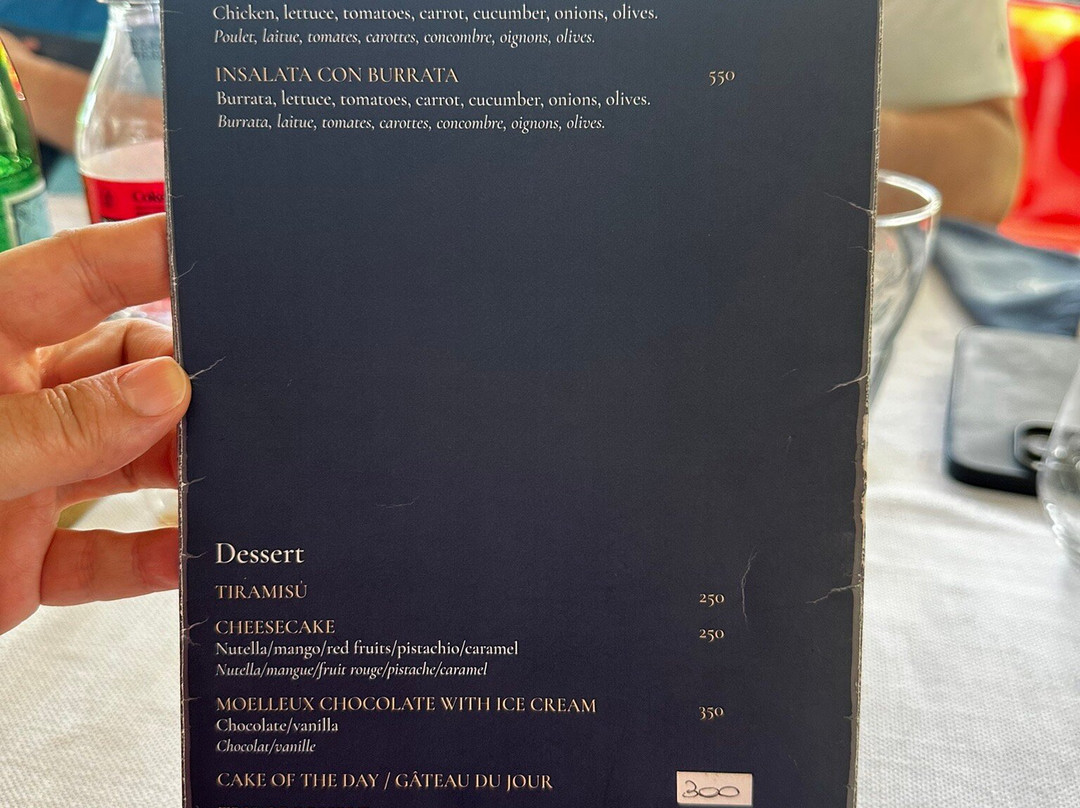 Chicken, lettuce, tomatoes, carrot, cucumber, onions, olives.
Poulet, laitue, tomates, carottes, concombre, oignons, olives.
INSALATA CON BURRATA 550
Burrata, lettuce, tomatoes, carrot, cucumber, onions, olives.
Burrata, laitue, tomates, carottes, concombre, oignons, olives.
Dessert
TIRAMISÙ 250
CHEESECAKE 250
Nutella/mango/red fruits/pistachio/caramel
Nutella/mangue/fruit rouge/pistache/caramel
MOELLEUX CHOCOLATE WITH ICE CREAM 350
Chocolate/vanilla
Chocolat/vanille
CAKE OF THE DAY / GÂTEAU DU JOUR 300